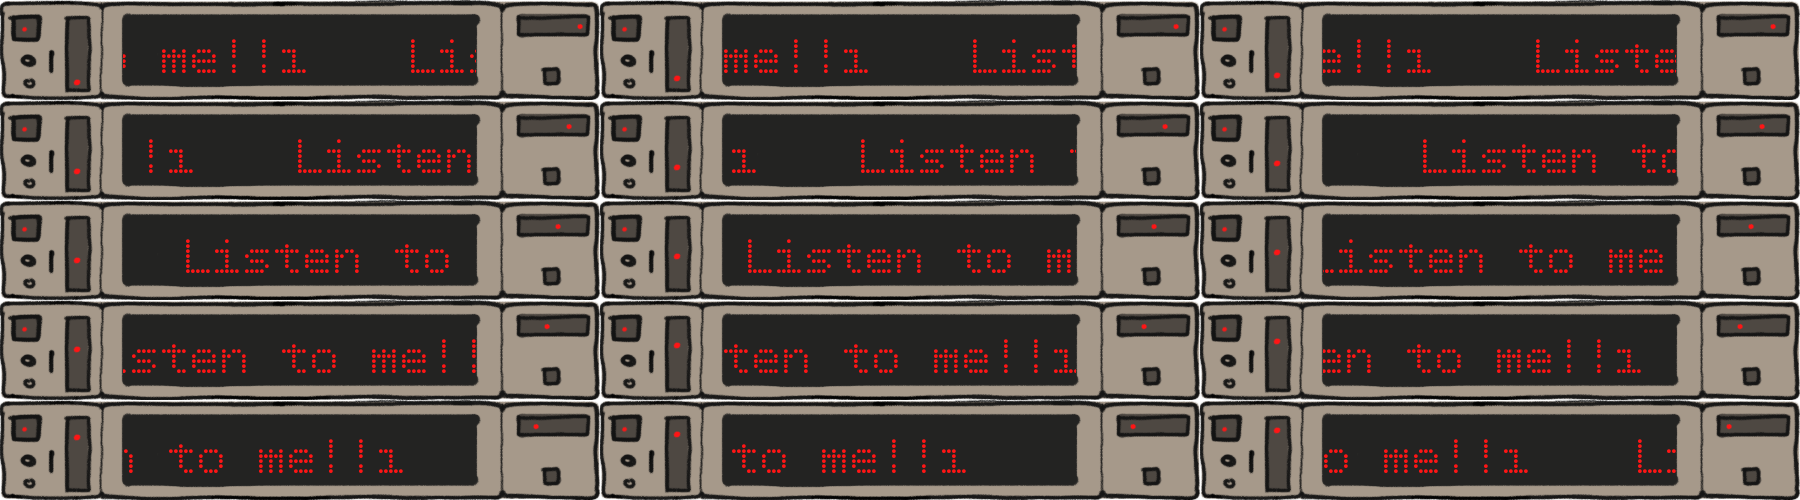 me!!1 Lis
me!!1 List
e!!1 Liste
!1 Listen
1 Listen
Listen to
Listen to
Listen to m
isten to me
sten to me!!
ten to me!!1
en to me!!1
n to me!!1
to me!!1
o me!!1 Li